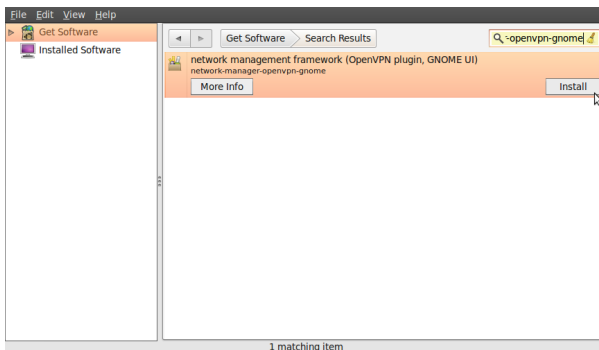 File Edit View Help
Get Software
Installed Software
Get Software Search Results
-openvpn-gnome
network management framework (OpenVPN plugin, GNOME UI)
network-manager-openvpn-gnome
More Info
Install
1 matching item